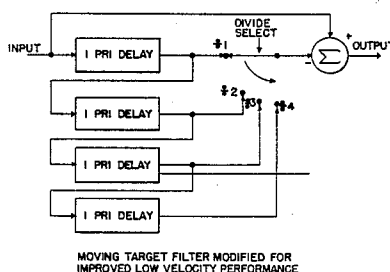 DIVIDE
SELECT
INPUT
1 PRI DELAY
÷1
+
Σ
-
OUTPUT
1 PRI DELAY
÷2
÷3
÷4
1 PRI DELAY
1 PRI DELAY
MOVING TARGET FILTER MODIFIED FOR
IMPROVED LOW VELOCITY PERFORMANCE